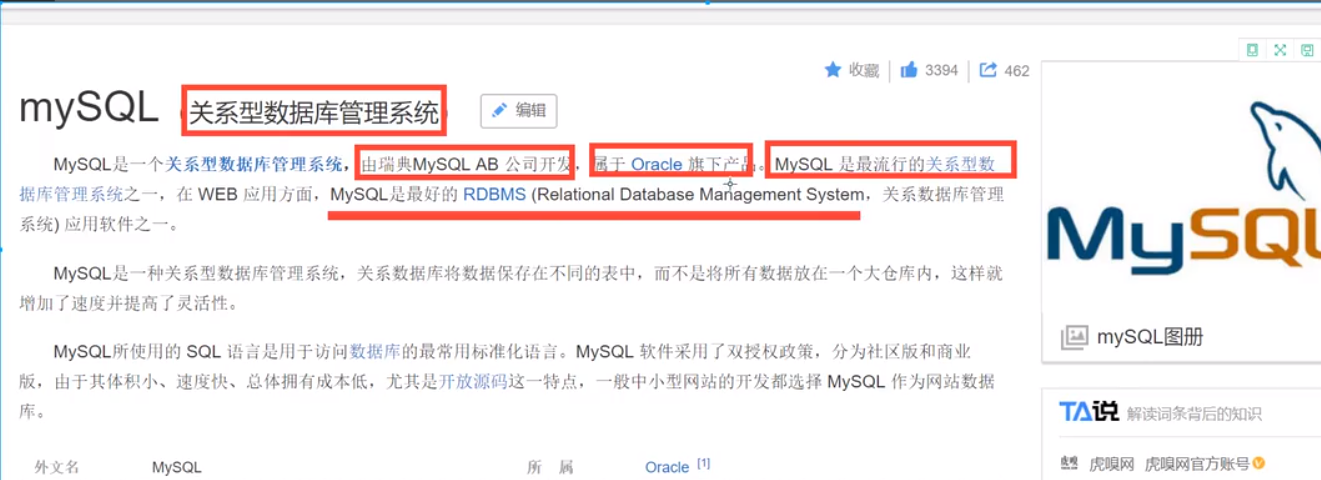 收藏 3394 462
mySQL 关系型数据库管理系统 编辑
MySQL是一个关系型数据库管理系统，由瑞典MySQL AB 公司开发，属于 Oracle 旗下产品。MySQL 是最流行的关系型数
据库管理系统之一，在 WEB 应用方面，MySQL是最好的 RDBMS (Relational Database Management System，关系数据库管理
系统) 应用软件之一。
MySQL是一种关系型数据库管理系统，关系数据库将数据保存在不同的表中，而不是将所有数据放在一个大仓库内，这样就
增加了速度并提高了灵活性。
MySQL所使用的 SQL 语言是用于访问数据库的最常用标准化语言。MySQL 软件采用了双授权政策，分为社区版和商业
版，由于其体积小、速度快、总体拥有成本低，尤其是开放源码这一特点，一般中小型网站的开发都选择 MySQL 作为网站数据
库。
外文名 MySQL 所 属 Oracle [1]
MySQL
mySQL图册
TA说 解读词条背后的知识
虎嗅 虎嗅网 虎嗅网官方账号